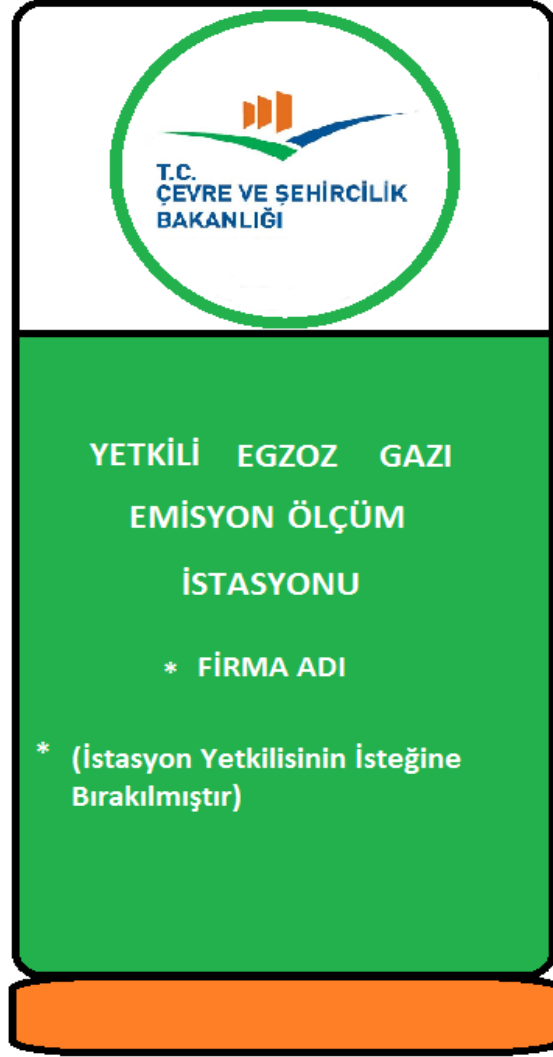 T.C.
ÇEVRE VE ŞEHİRCİLİK
BAKANLIĞI
YETKİLİ EGZOZ GAZI
EMİSYON ÖLÇÜM
İSTASYONU
* FİRMA ADI
* (İstasyon Yetkilisinin İsteğine
Bırakılmıştır)